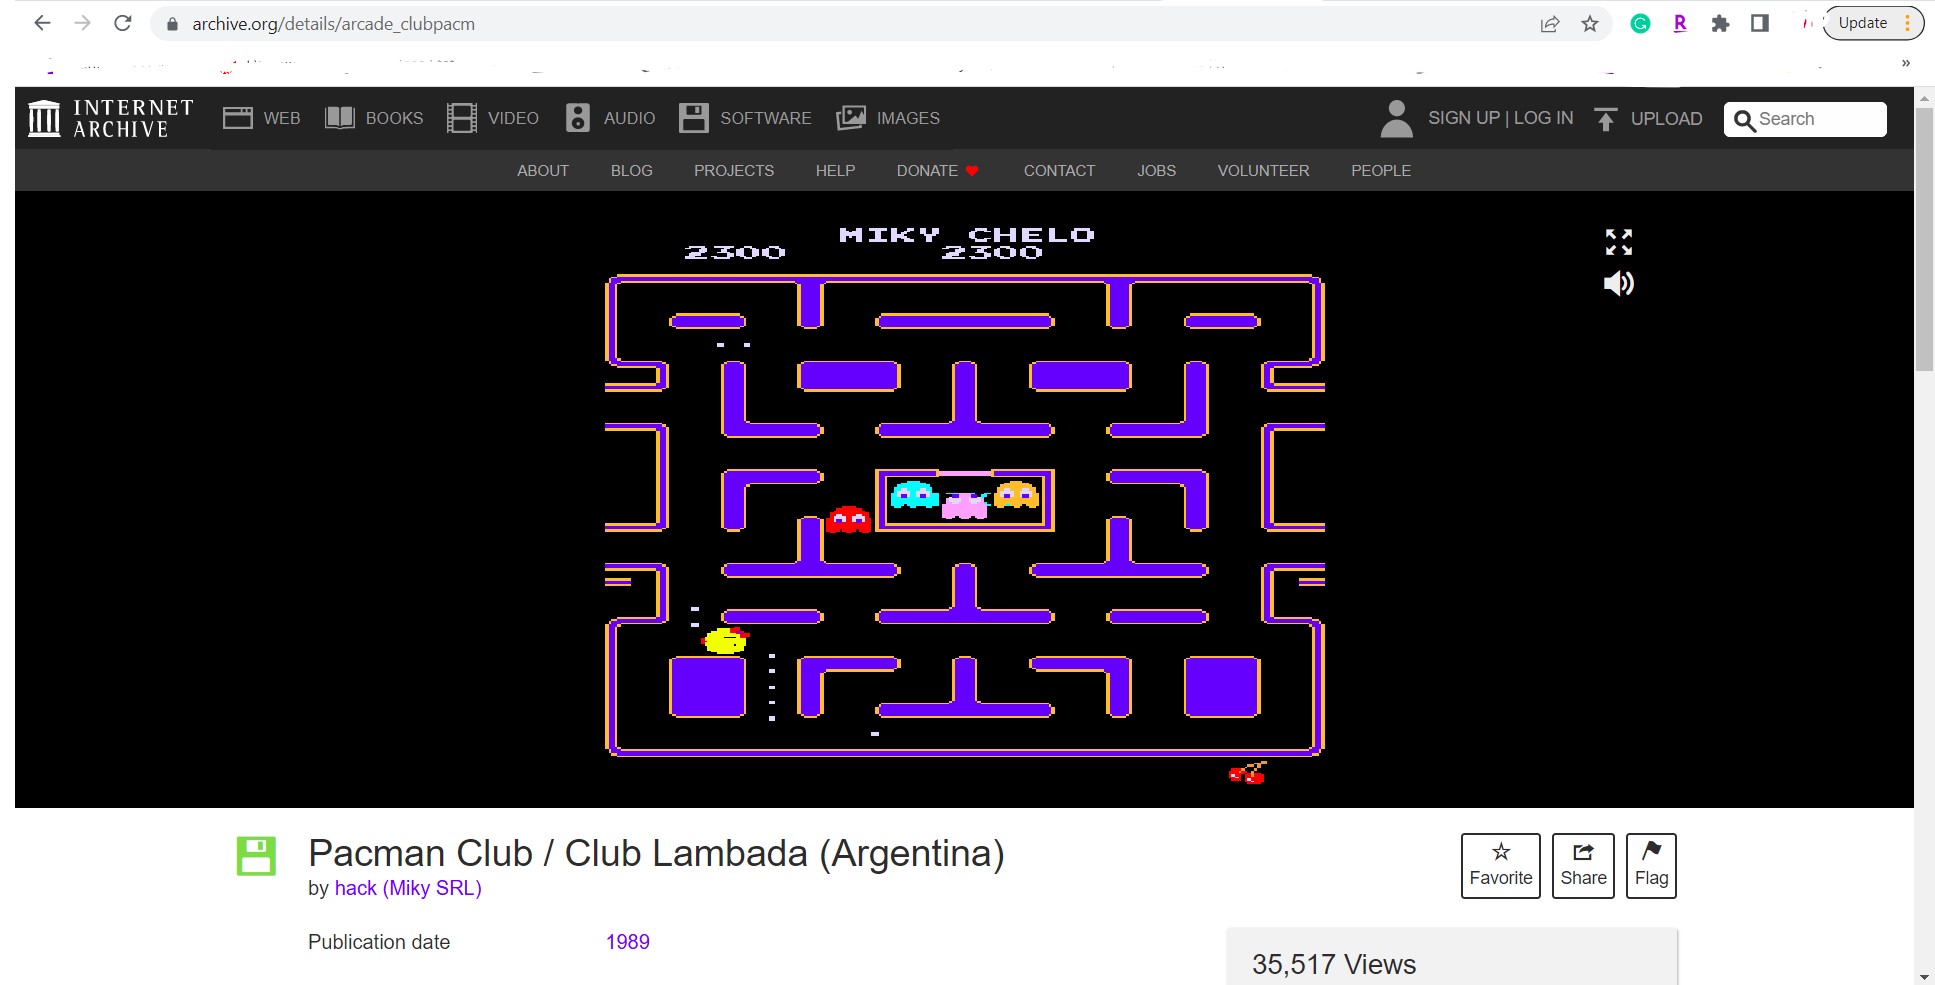 archive.org/details/arcade_clubpacm
Update
»
INTERNET
ARCHIVE
WEB BOOKS VIDEO AUDIO SOFTWARE IMAGES
SIGN UP | LOG IN UPLOAD Search
ABOUT BLOG PROJECTS HELP DONATE CONTACT JOBS VOLUNTEER PEOPLE
MIKY CHELO
2300 2300
Pacman Club / Club Lambada (Argentina)
by hack (Miky SRL)
Favorite Share Flag
Publication date 1989
35,517 Views